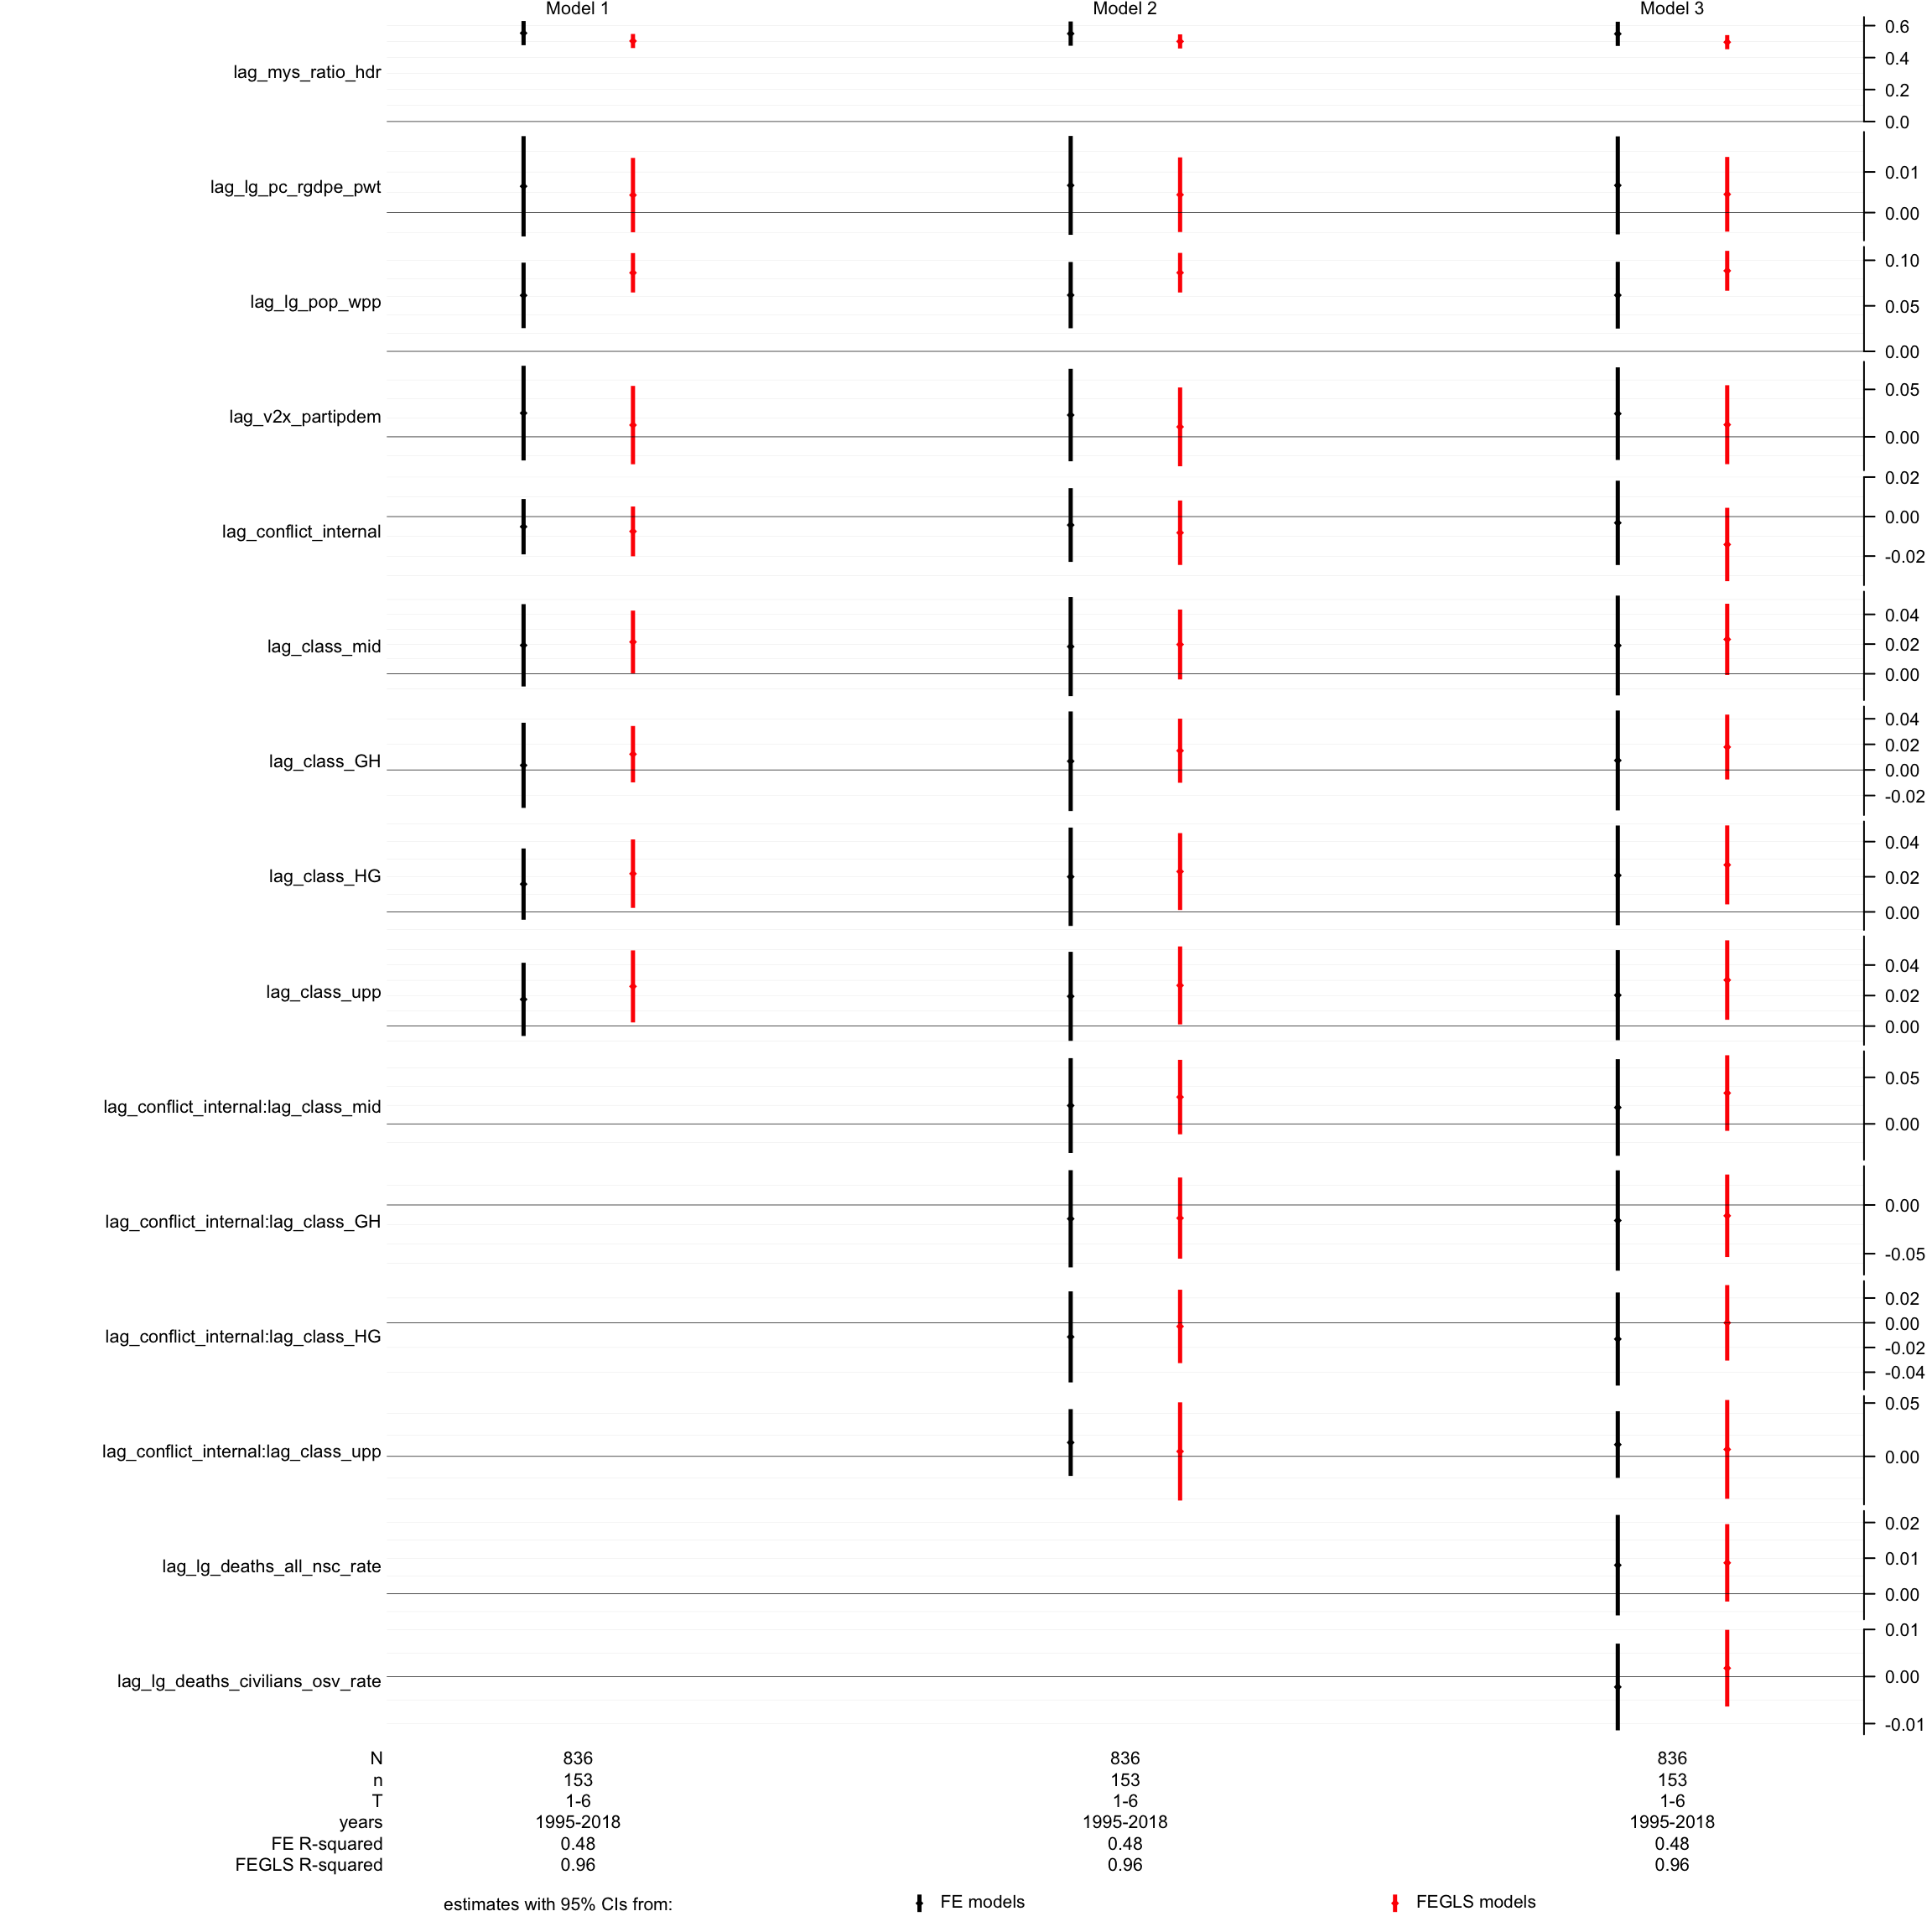 Model 1 Model 2 Model 3
lag_mys_ratio_hdr
0.6
0.4
0.2
0.0
lag_lg_pc_rgdpe_pwt
0.01
0.00
lag_lg_pop_wpp
0.10
0.05
0.00
lag_v2x_partipdem
0.05
0.00
lag_conflict_internal
0.02
0.00
-0.02
lag_class_mid
0.04
0.02
0.00
lag_class_GH
0.04
0.02
0.00
-0.02
lag_class_HG
0.04
0.02
0.00
lag_class_upp
0.04
0.02
0.00
lag_conflict_internal:lag_class_mid
0.05
0.00
lag_conflict_internal:lag_class_GH
0.00
-0.05
lag_conflict_internal:lag_class_HG
0.02
0.00
-0.02
-0.04
lag_conflict_internal:lag_class_upp
0.05
0.00
lag_lg_deaths_all_nsc_rate
0.02
0.01
0.00
lag_lg_deaths_civilians_osv_rate
0.01
0.00
-0.01
N 836 836 836
n 153 153 153
T 1-6 1-6 1-6
years 1995-2018 1995-2018 1995-2018
FE R-squared 0.48 0.48 0.48
FEGLS R-squared 0.96 0.96 0.96
estimates with 95% CIs from: FE models FEGLS models